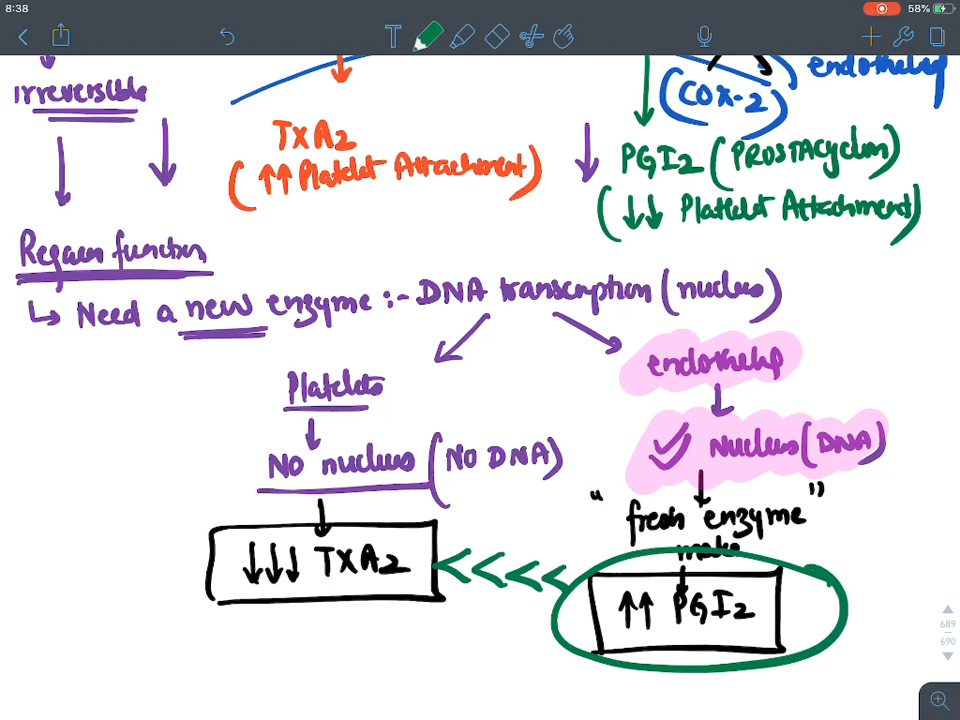 8:38
58%
T
irreversible
endothelial
(COX-2)
TXA2
(↑↑ Platelet Attachment)
↓ PGI2 (PROSTACyclin)
(↓↓ Platelet Attachment)
Regain function
↳ Need a new enzyme :- DNA transcription (nucleus)
Platelets
endothelial
NO nucleus (NO DNA)
Nucleus (DNA)
"fresh enzyme"
make
↓↓↓ TXA2
↑↑ PGI2
689
690